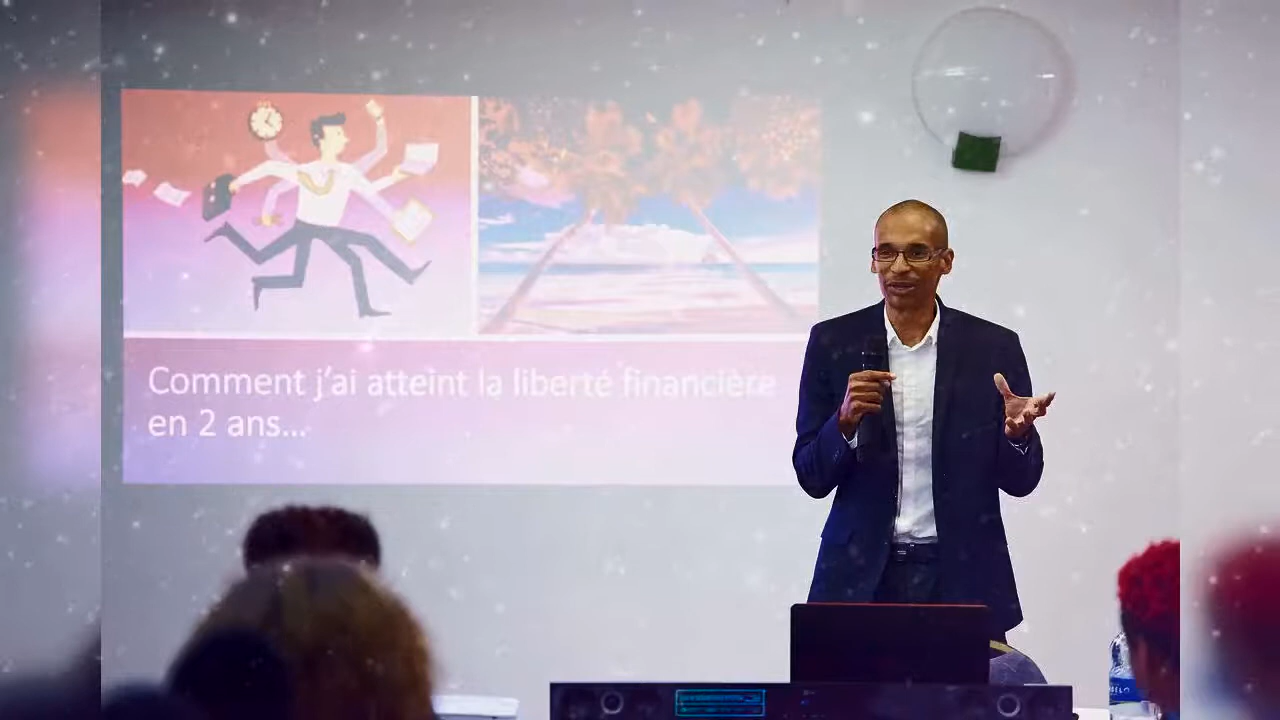 Comment j'ai atteint la liberté financière
en 2 ans...